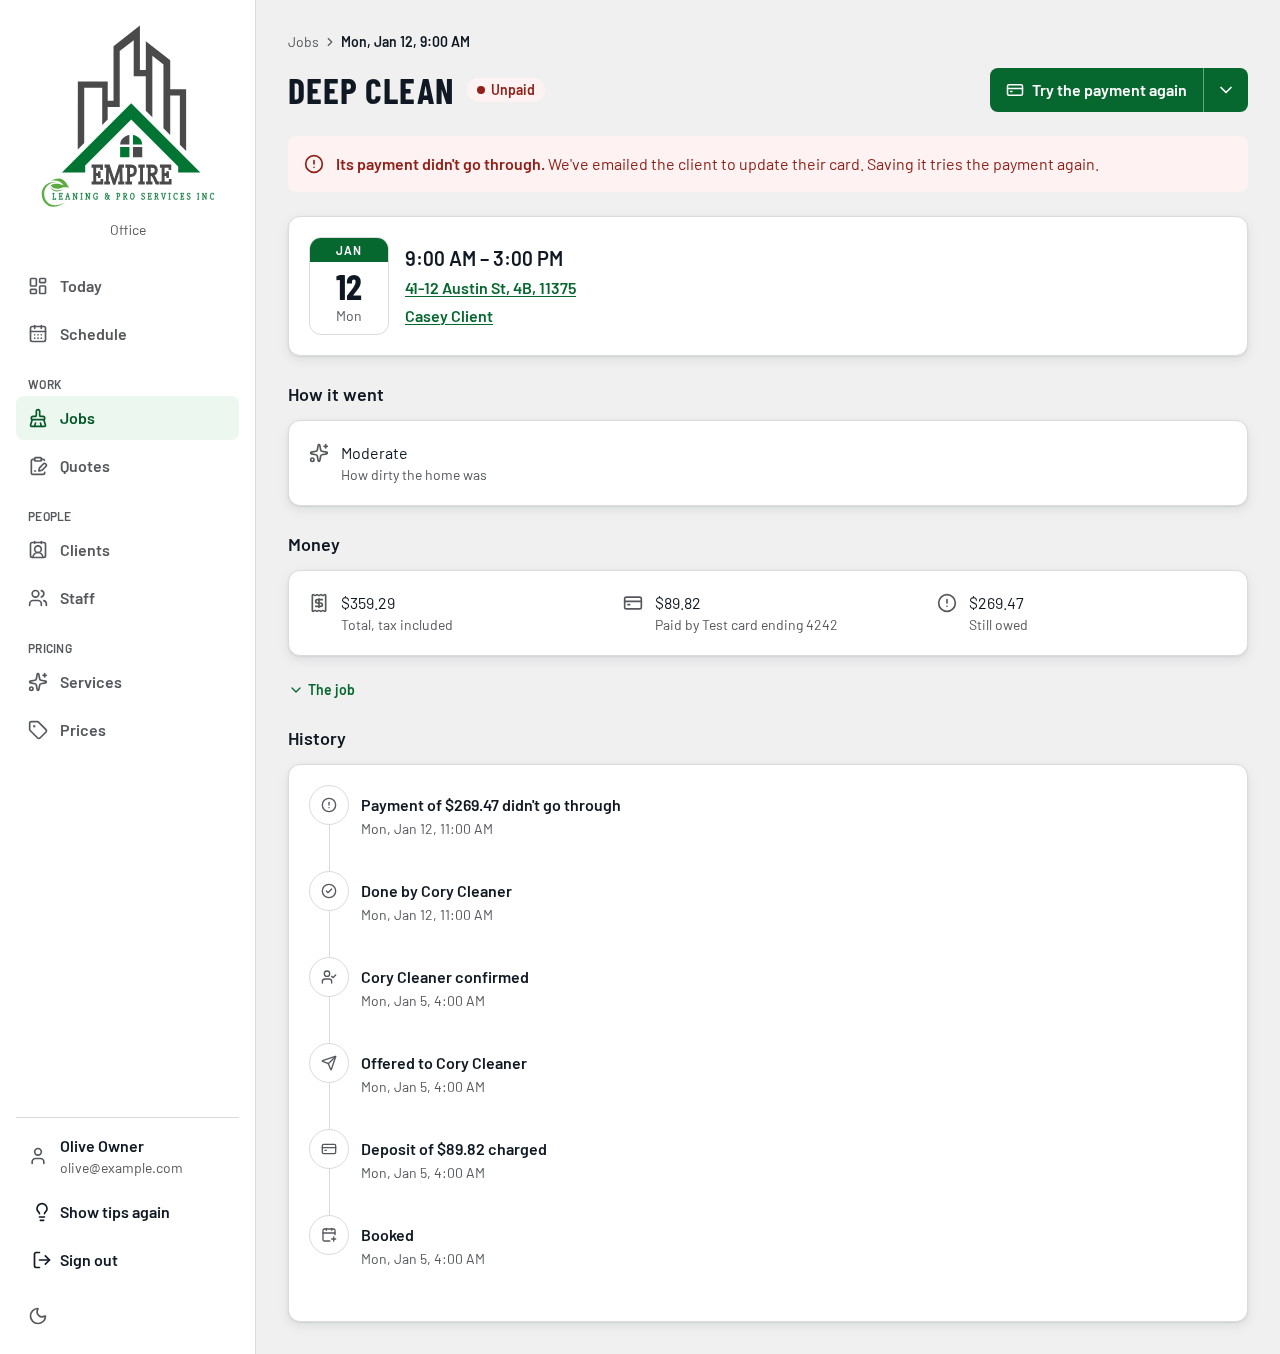 EMPIRE
CLEANING & PRO SERVICES INC
Office
Today
Schedule
WORK
Jobs
Quotes
PEOPLE
Clients
Staff
PRICING
Services
Prices
Olive Owner
olive@example.com
Show tips again
Sign out
Jobs > Mon, Jan 12, 9:00 AM
DEEP CLEAN
Unpaid
Try the payment again
Its payment didn't go through. We've emailed the client to update their card. Saving it tries the payment again.
JAN
12
Mon
9:00 AM – 3:00 PM
41-12 Austin St, 4B, 11375
Casey Client
How it went
Moderate
How dirty the home was
Money
$359.29
Total, tax included
$89.82
Paid by Test card ending 4242
$269.47
Still owed
The job
History
Payment of $269.47 didn't go through
Mon, Jan 12, 11:00 AM
Done by Cory Cleaner
Mon, Jan 12, 11:00 AM
Cory Cleaner confirmed
Mon, Jan 5, 4:00 AM
Offered to Cory Cleaner
Mon, Jan 5, 4:00 AM
Deposit of $89.82 charged
Mon, Jan 5, 4:00 AM
Booked
Mon, Jan 5, 4:00 AM